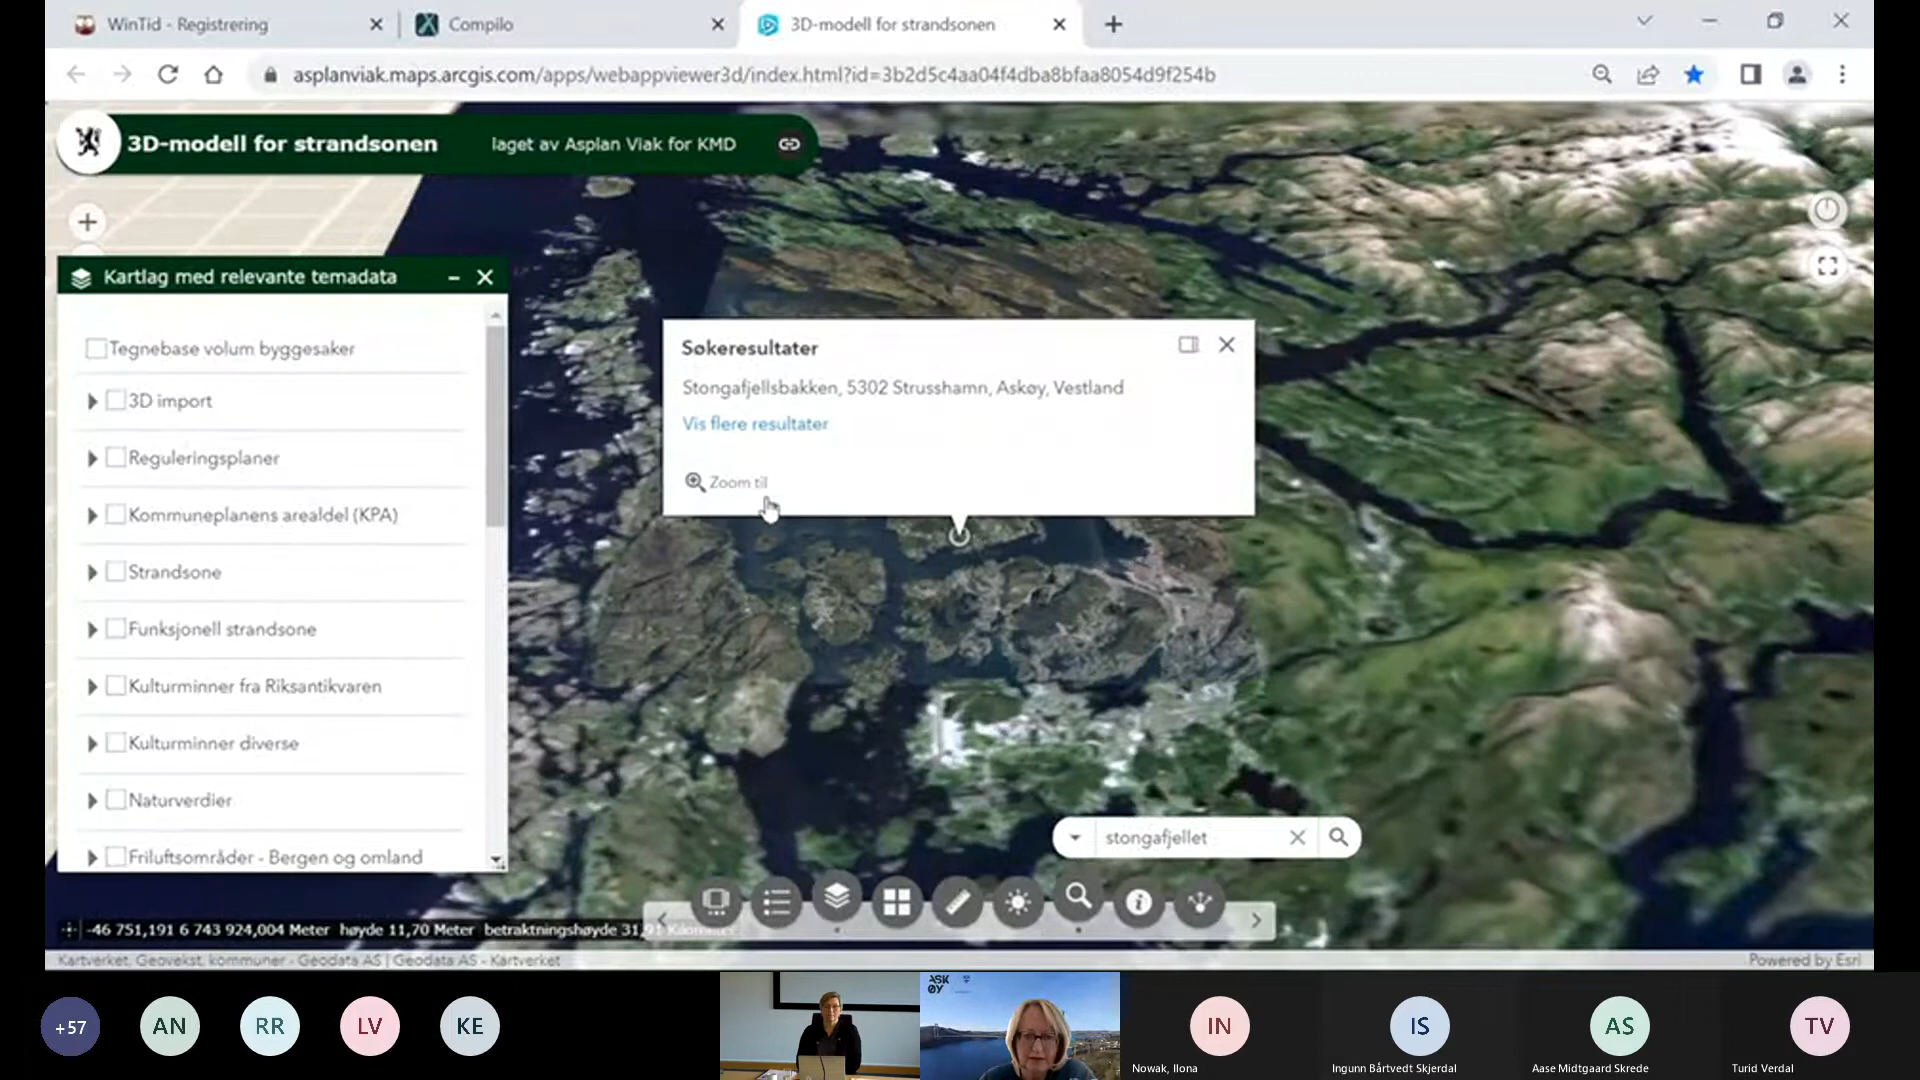 WinTid - Registrering
Compilo
3D-modell for strandsonen
asplanviak.maps.arcgis.com/apps/webappviewer3d/index.html?id=3b2d5c4aa04f4dba8bfaa8054d9f254b
3D-modell for strandsonen
laget av Asplan Viak for KMD
Kartlag med relevante temadata
Tegnebase volum byggesaker
3D import
Reguleringsplaner
Kommuneplanens arealdel (KPA)
Strandsone
Funksjonell strandsone
Kulturminner fra Riksantikvaren
Kulturminner diverse
Naturverdier
Friluftsområder - Bergen og omland
Søkeresultater
Stongafjellsbakken, 5302 Strusshamn, Askøy, Vestland
Vis flere resultater
Zoom til
stongafjellet
-46 751,191 6 743 924,004 Meter høyde 11,70 Meter betraktningshøyde 31,91 Kilometer
Kartverket, Geovekst, kommuner - Geodata AS | Geodata AS - Kartverket
Powered by Esri
+57
AN
RR
LV
KE
ASK
ØY
IN
Nowak, Ilona
IS
Ingunn Bårtvedt Skjerdal
AS
Aase Midtgaard Skrede
TV
Turid Verdal